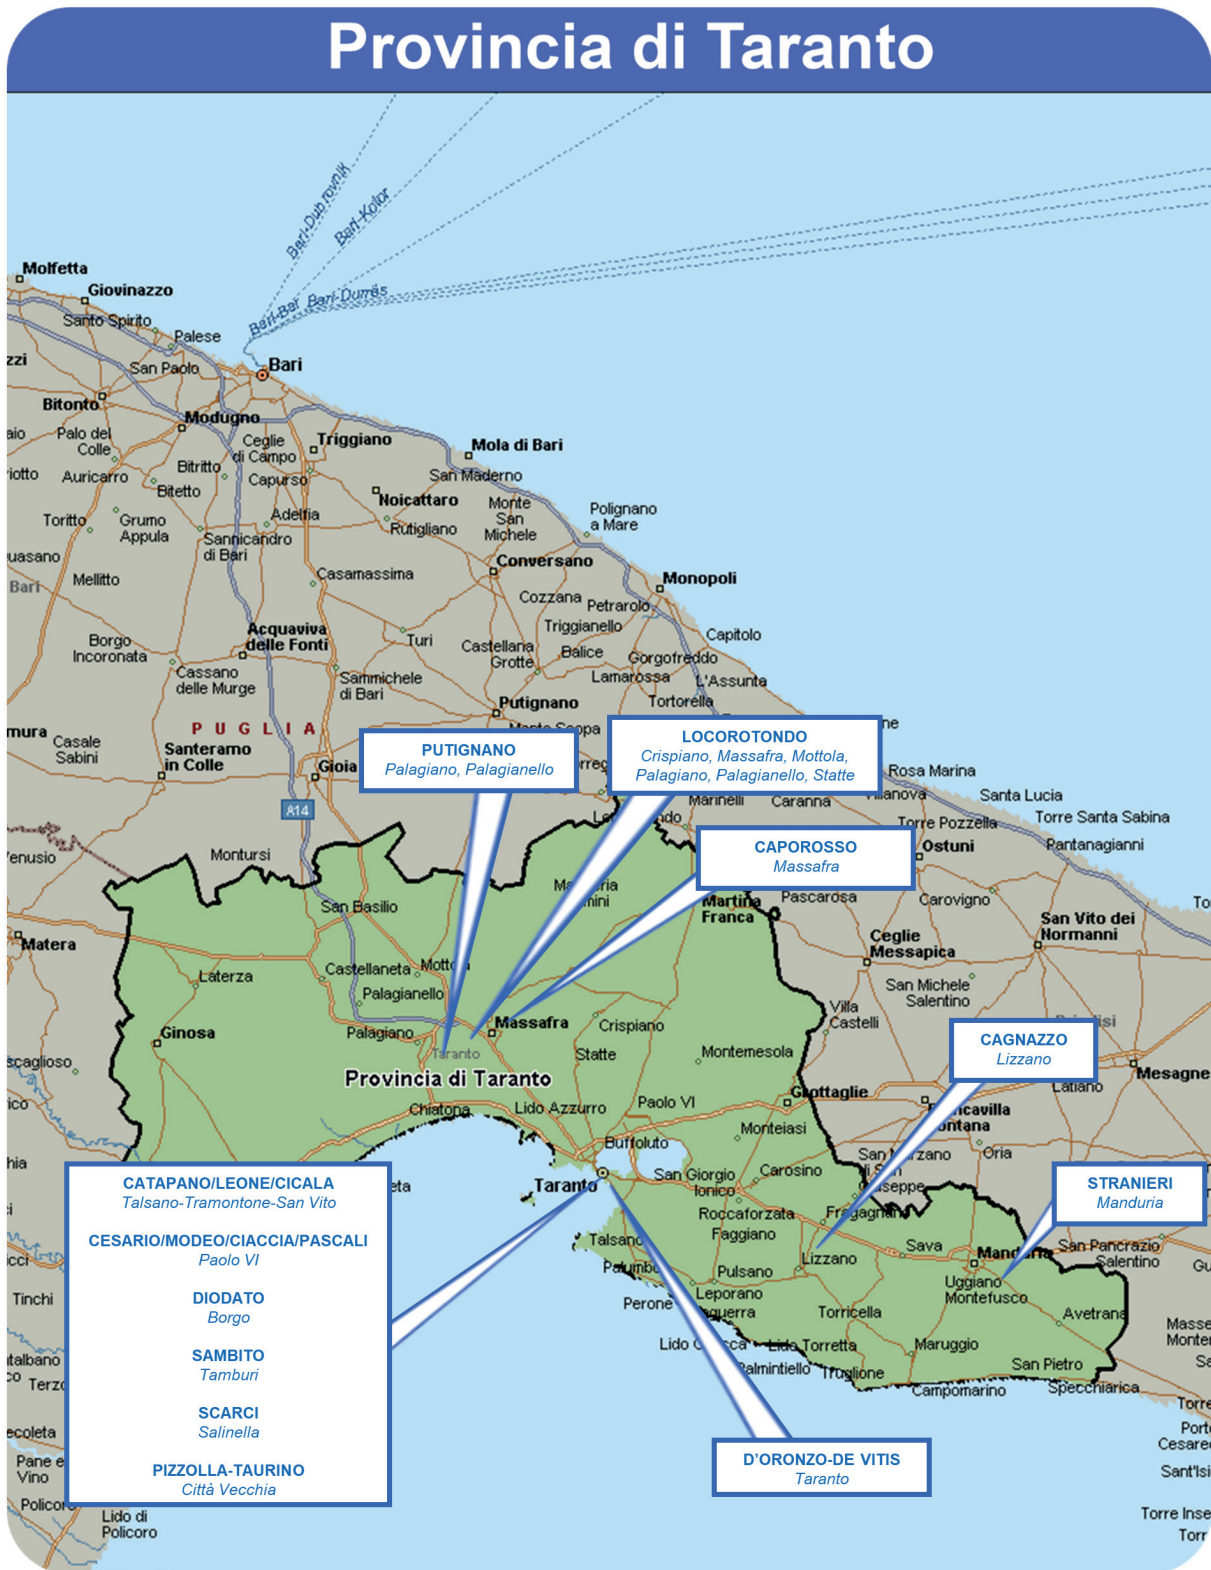 Provincia di Taranto
Bari-Dubrovnik
Bari-Kotor
Bari-Bar Bari-Durrës
Molfetta
Giovinazzo
Santo Spirito
Palese
San Paolo
Bari
Bitonto
Modugno
Palo del
Colle
Ceglie
di Campo
Triggiano
Mola di Bari
Auricarro
Bitritto
Bitetto
Capurso
San Maderno
Noicattaro
Monte
San
Michele
Polignano
a Mare
Toritto
Grumo
Appula
Adelfia
Sannicandro
di Bari
Rutigliano
Mellitto
Bari
Casamassima
Conversano
Monopoli
Cozzana
Petrarolo
Triggianello
Capitolo
Borgo
Incoronata
Acquaviva
delle Fonti
Turi
Castellana
Grotte
Balice
Gorgofreddo
Cassano
delle Murge
Sammichele
di Bari
Lamarossa
L'Assunta
Tortorella
Putignano
PUGLIA
Casale
Sabini
Santeramo
in Colle
Gioia
A14
PUTIGNANO
Palagiano, Palagianello
LOCOROTONDO
Crispiano, Massafra, Mottola,
Palagiano, Palagianello, Statte
Rosa Marina
Marinelli
Caranna
Santa Lucia
Torre Pozzella
Torre Santa Sabina
Ostuni
Pantanagianni
CAPOROSSO
Massafra
Montursi
San Basilio
Martina
Franca
Pascarosa
Carovigno
San Vito dei
Normanni
Matera
Ceglie
Messapica
Laterza
Castellaneta
Palagianello
San Michele
Salentino
Villa
Castelli
Ginosa
Palagiano
Massafra
Crispiano
Taranto
Statte
Montemesola
CAGNAZZO
Lizzano
Provincia di Taranto
Grottaglie
Latiano
Mesagne
Chiatona
Lido Azzurro
Paolo VI
Monteiasi
Buffoluto
Oria
San Giorgio
Ionico
Carosino
Taranto
Roccaforzata
Faggiano
STRANIERI
Manduria
Talsano
Lizzano
Sava
Manduria
San Pancrazio
Salentino
Pulsano
Leporano
Uggiano
Montefusco
Perone
Torricella
Avetrana
Maruggio
Lido Torretta
San Pietro
Campomarino
Specchiarica
CATAPANO/LEONE/CICALA
Talsano-Tramontone-San Vito
CESARIO/MODEO/CIACCIA/PASCALI
Paolo VI
DIODATO
Borgo
SAMBITO
Tamburi
SCARCI
Salinella
PIZZOLLA-TAURINO
Città Vecchia
D'ORONZO-DE VITIS
Taranto
Tinchi
Pane e
Vino
Lido di
Policoro